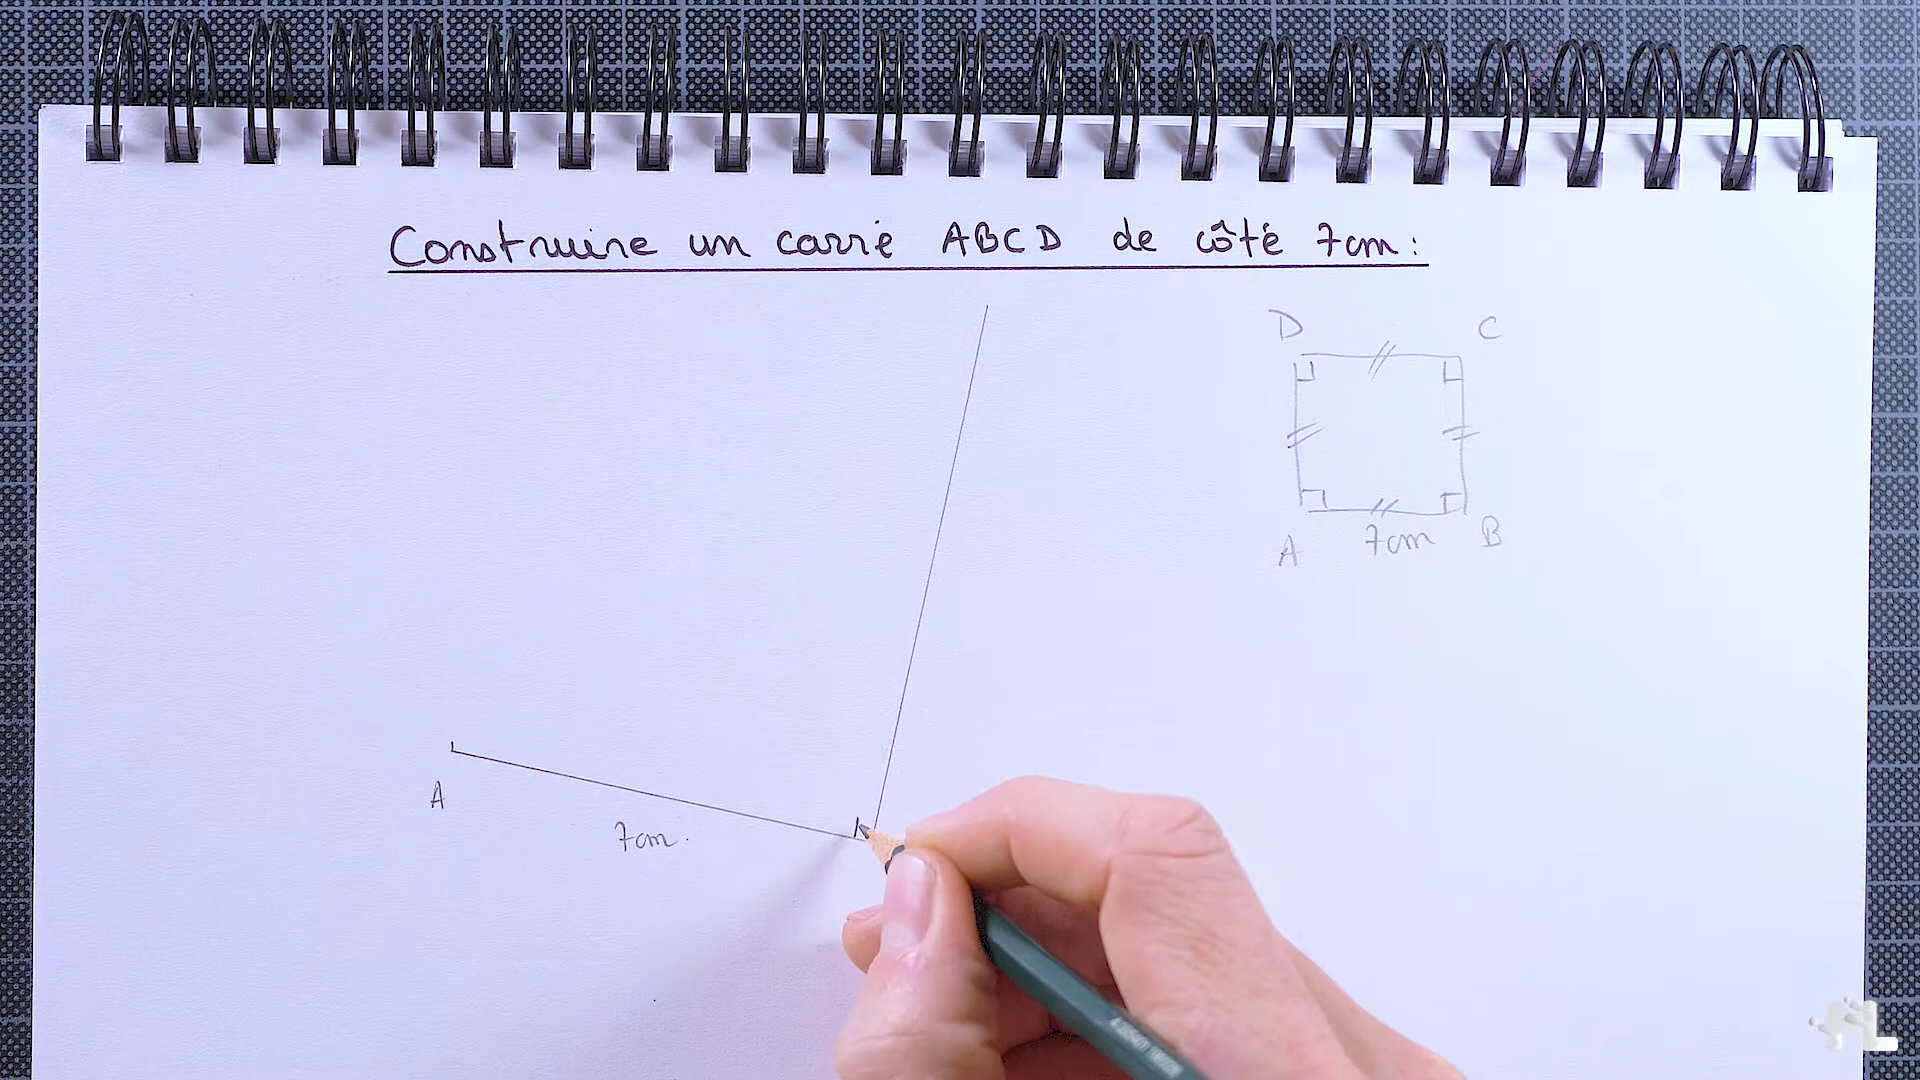 Construire un carré ABCD de côté 7cm :
D C
A 7cm B
A
7cm.